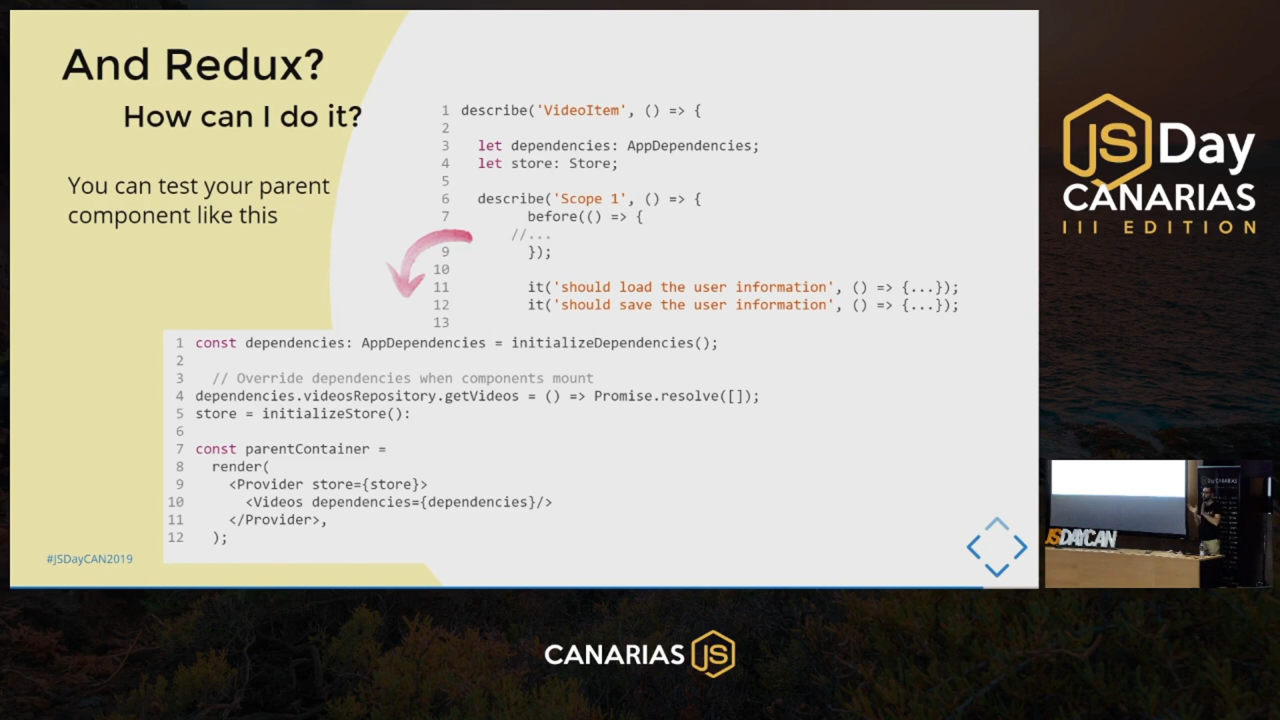 And Redux?
How can I do it?
You can test your parent
component like this
1 describe('VideoItem', () => {
2
3 let dependencies: AppDependencies;
4 let store: Store;
5
6 describe('Scope 1', () => {
7 before(() => {
//...
9 });
10
11 it('should load the user information', () => {...});
12 it('should save the user information', () => {...});
13
1 const dependencies: AppDependencies = initializeDependencies();
2
3 // Override dependencies when components mount
4 dependencies.videosRepository.getVideos = () => Promise.resolve([]);
5 store = initializeStore():
6
7 const parentContainer =
8 render(
9 <Provider store={store}>
10 <Videos dependencies={dependencies}/>
11 </Provider>,
12 );
#JSDayCAN2019
JS Day
CANARIAS
III EDITION
JSDAYCAN
CANARIAS JS